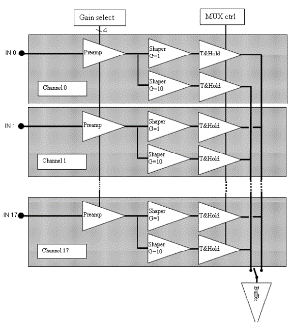 Gain select
MUX ctrl
IN 0
Preamp
Shaper
G=1
T&Hold
Shaper
G=10
T&Hold
Channel 0
IN 1
Preamp
Shaper
G=1
T&Hold
Shaper
G=10
T&Hold
Channel 1
IN 17
Preamp
Shaper
G=1
T&Hold
Shaper
G=10
T&Hold
Channel 17
Buffer